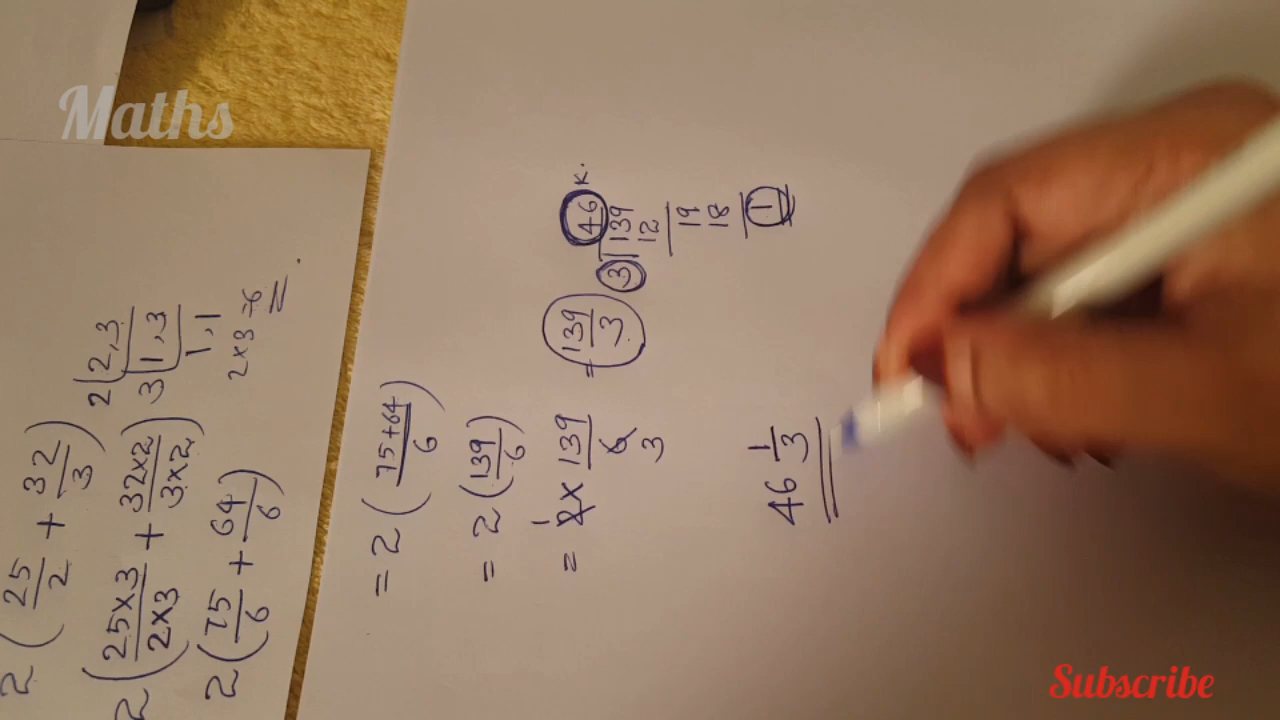 Maths
2(25/2 + 32/3)
2(25×3/2×3 + 32×2/3×2)
2(75/6 + 64/6)
2|2,3
3|1,3
1,1
2×3=6
= 2(75+64/6)
= 2(139/6)
= 1 2×139/6 3
= 139/3
46 k.
3|139
12
19
18
1
46 1/3
Subscribe